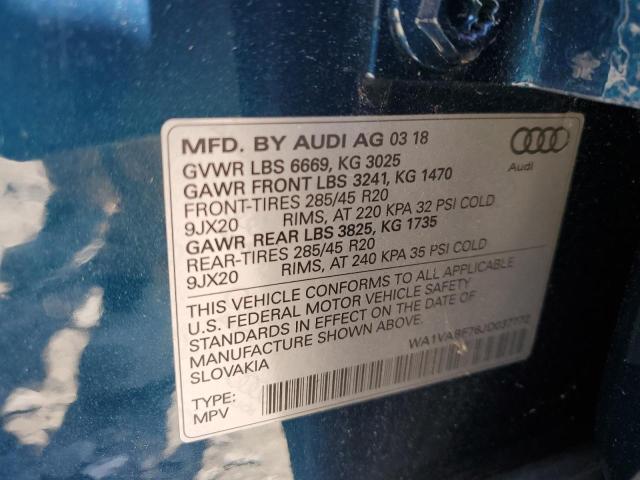 MFD. BY AUDI AG 03 18
GVWR LBS 6669, KG 3025
GAWR FRONT LBS 3241, KG 1470
FRONT-TIRES 285/45 R20
9JX20 RIMS, AT 220 KPA 32 PSI COLD
GAWR REAR LBS 3825, KG 1735
REAR-TIRES 285/45 R20
9JX20 RIMS, AT 240 KPA 35 PSI COLD
Audi
THIS VEHICLE CONFORMS TO ALL APPLICABLE
U.S. FEDERAL MOTOR VEHICLE SAFETY
STANDARDS IN EFFECT ON THE DATE OF
MANUFACTURE SHOWN ABOVE.
SLOVAKIA
TYPE:
MPV